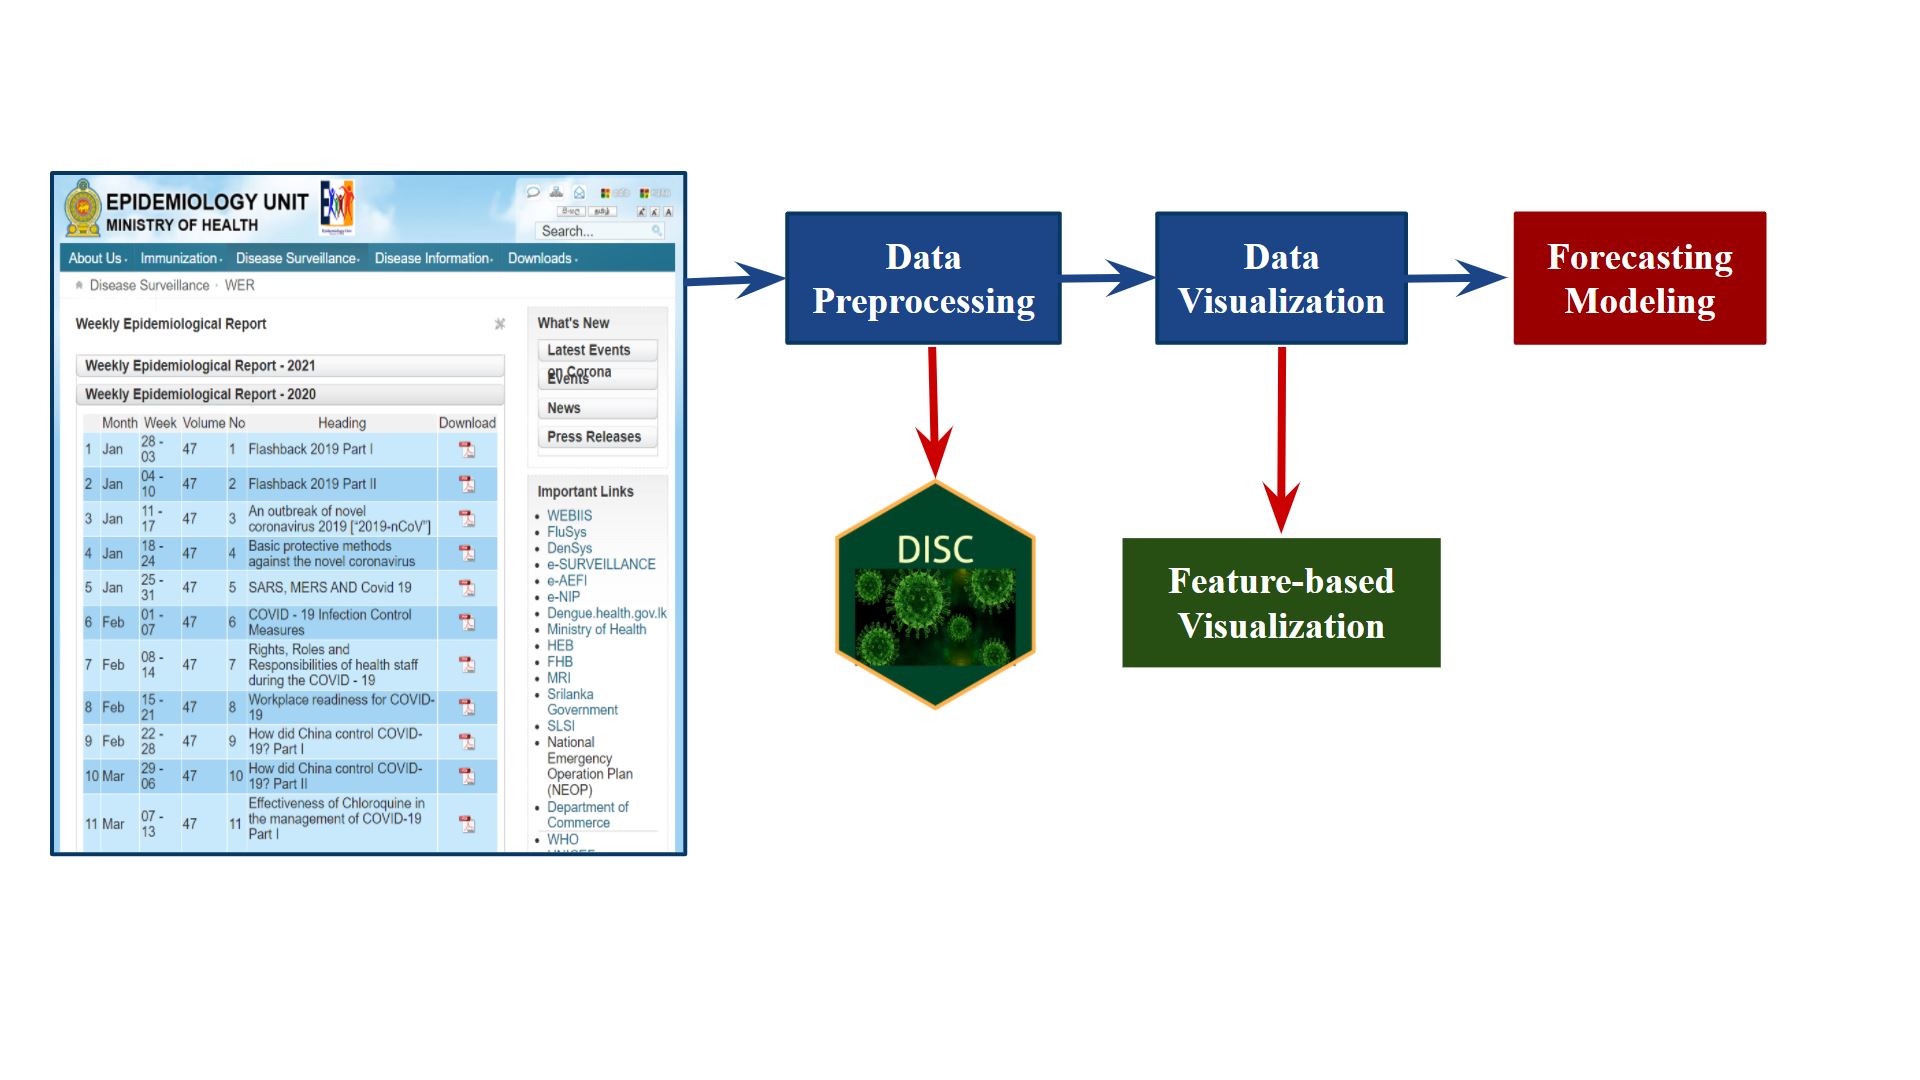 EPIDEMIOLOGY UNIT
MINISTRY OF HEALTH
Search...
About Us
Immunization
Disease Surveillance
Disease Information
Downloads
Disease Surveillance · WER
Weekly Epidemiological Report
Weekly Epidemiological Report - 2021
Weekly Epidemiological Report - 2020
Month Week Volume No Heading Download
1 Jan 28 - 03 47 1 Flashback 2019 Part I
2 Jan 04 - 10 47 2 Flashback 2019 Part II
3 Jan 11 - 17 47 3 An outbreak of novel
coronavirus 2019 ["2019-nCoV"]
4 Jan 18 - 24 47 4 Basic protective methods
against the novel coronavirus
5 Jan 25 - 31 47 5 SARS, MERS AND Covid 19
6 Feb 01 - 07 47 6 COVID - 19 Infection Control
Measures
7 Feb 08 - 14 47 7 Rights, Roles and
Responsibilities of health staff
during the COVID - 19
8 Feb 15 - 21 47 8 Workplace readiness for COVID-
19
9 Feb 22 - 28 47 9 How did China control COVID-
19? Part I
10 Mar 29 - 06 47 10 How did China control COVID-
19? Part II
11 Mar 07 - 13 47 11 Effectiveness of Chloroquine in
the management of COVID-19
Part I
What's New
Latest Events
on Corona
Events
News
Press Releases
Important Links
WEBIIS
FluSys
DenSys
e-SURVEILLANCE
e-AEFI
e-NIP
Dengue.health.gov.lk
Ministry of Health
HEB
FHB
MRI
Srilanka
Government
SLSI
National
Emergency
Operation Plan
(NEOP)
Department of
Commerce
WHO
Data
Preprocessing
Data
Visualization
Forecasting
Modeling
DISC
Feature-based
Visualization